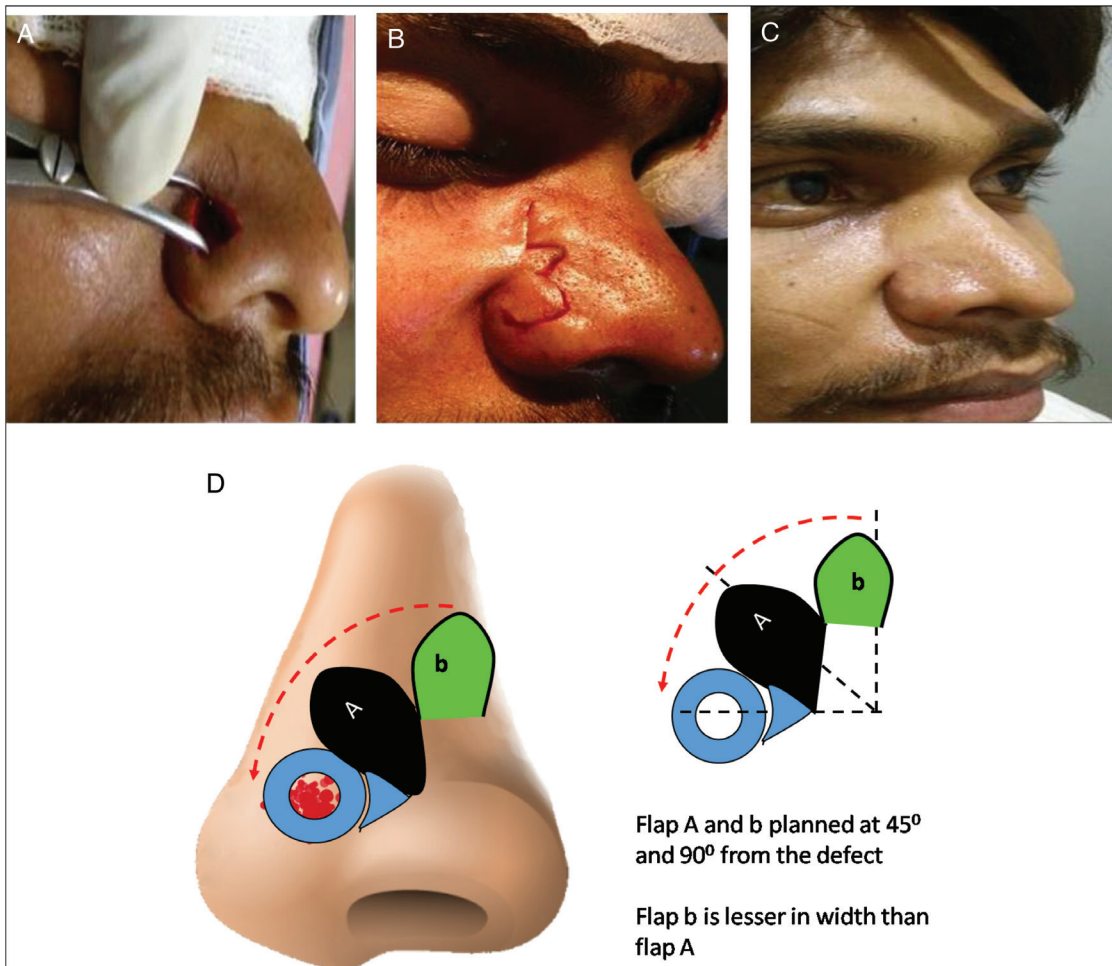 A
B
C
D
A
b
A
b
Flap A and b planned at 45⁰
and 90⁰ from the defect
Flap b is lesser in width than
flap A